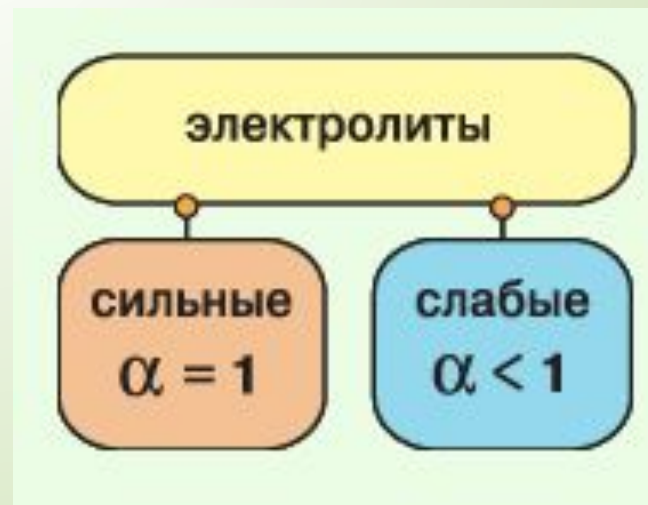 электролиты
сильные
α = 1
слабые
α < 1